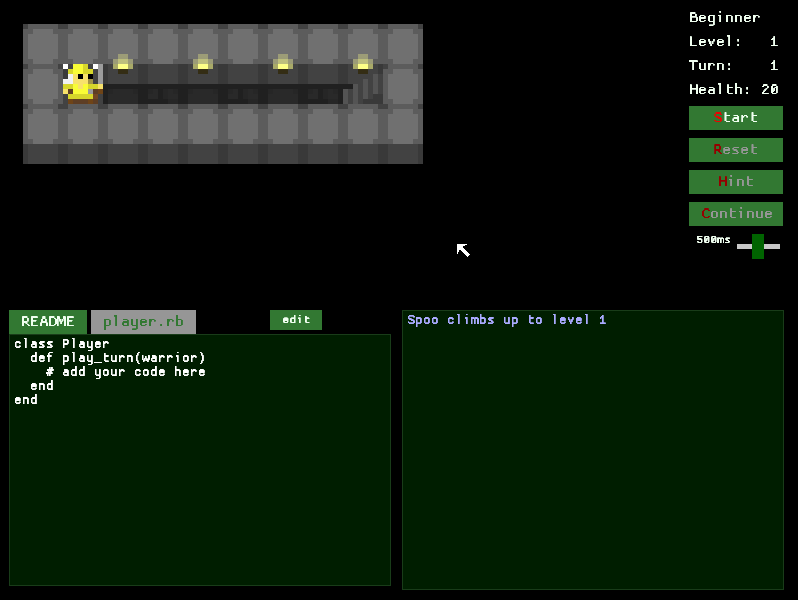 Beginner
Level: 1
Turn: 1
Health: 20
Start
Reset
Hint
Continue
500ms
README player.rb edit
class Player
  def play_turn(warrior)
    # add your code here
  end
end
Spoo climbs up to level 1